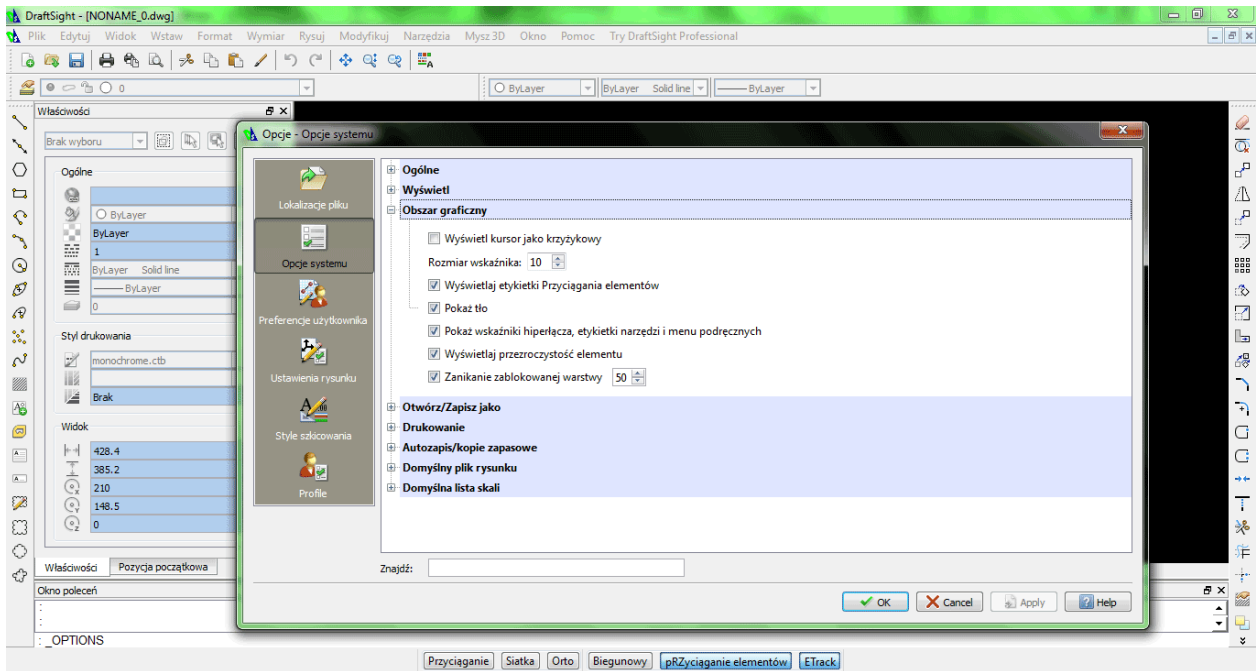 DraftSight - [NONAME_0.dwg]
Plik Edytuj Widok Wstaw Format Wymiar Rysuj Modyfikuj Narzędzia Mysz 3D Okno Pomoc Try DraftSight Professional
0 ByLayer ByLayer Solid line ByLayer
Właściwości
Brak wyboru
Ogólne
ByLayer
ByLayer
1
ByLayer Solid line
ByLayer
0
Styl drukowania
monochrome.ctb
Brak
Widok
428.4
385.2
210
148.5
0
Właściwości Pozycja początkowa
Opcje - Opcje systemu
Lokalizacje pliku
Opcje systemu
Preferencje użytkownika
Ustawienia rysunku
Style szkicowania
Profile
Ogólne
Wyświetl
Obszar graficzny
Wyświetl kursor jako krzyżykowy
Rozmiar wskaźnika: 10
Wyświetlaj etykietki Przyciągania elementów
Pokaż tło
Pokaż wskaźniki hiperłącza, etykietki narzędzi i menu podręcznych
Wyświetlaj przezroczystość elementu
Zanikanie zablokowanej warstwy 50
Otwórz/Zapisz jako
Drukowanie
Autozapis/kopie zapasowe
Domyślny plik rysunku
Domyślna lista skali
Znajdź:
OK Cancel Apply Help
Okno poleceń
:
:
: _OPTIONS
Przyciąganie Siatka Orto Biegunowy pRZyciąganie elementów ETrack